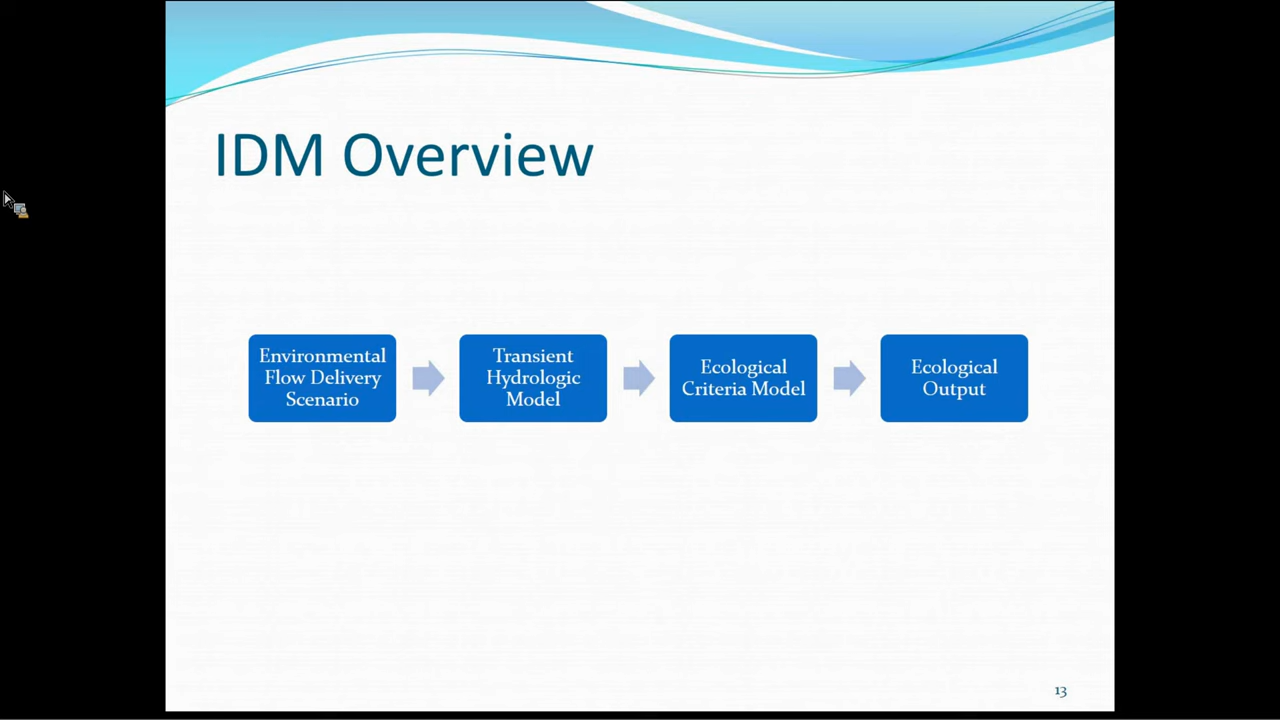 IDM Overview
Environmental
Flow Delivery
Scenario
Transient
Hydrologic
Model
Ecological
Criteria Model
Ecological
Output
13